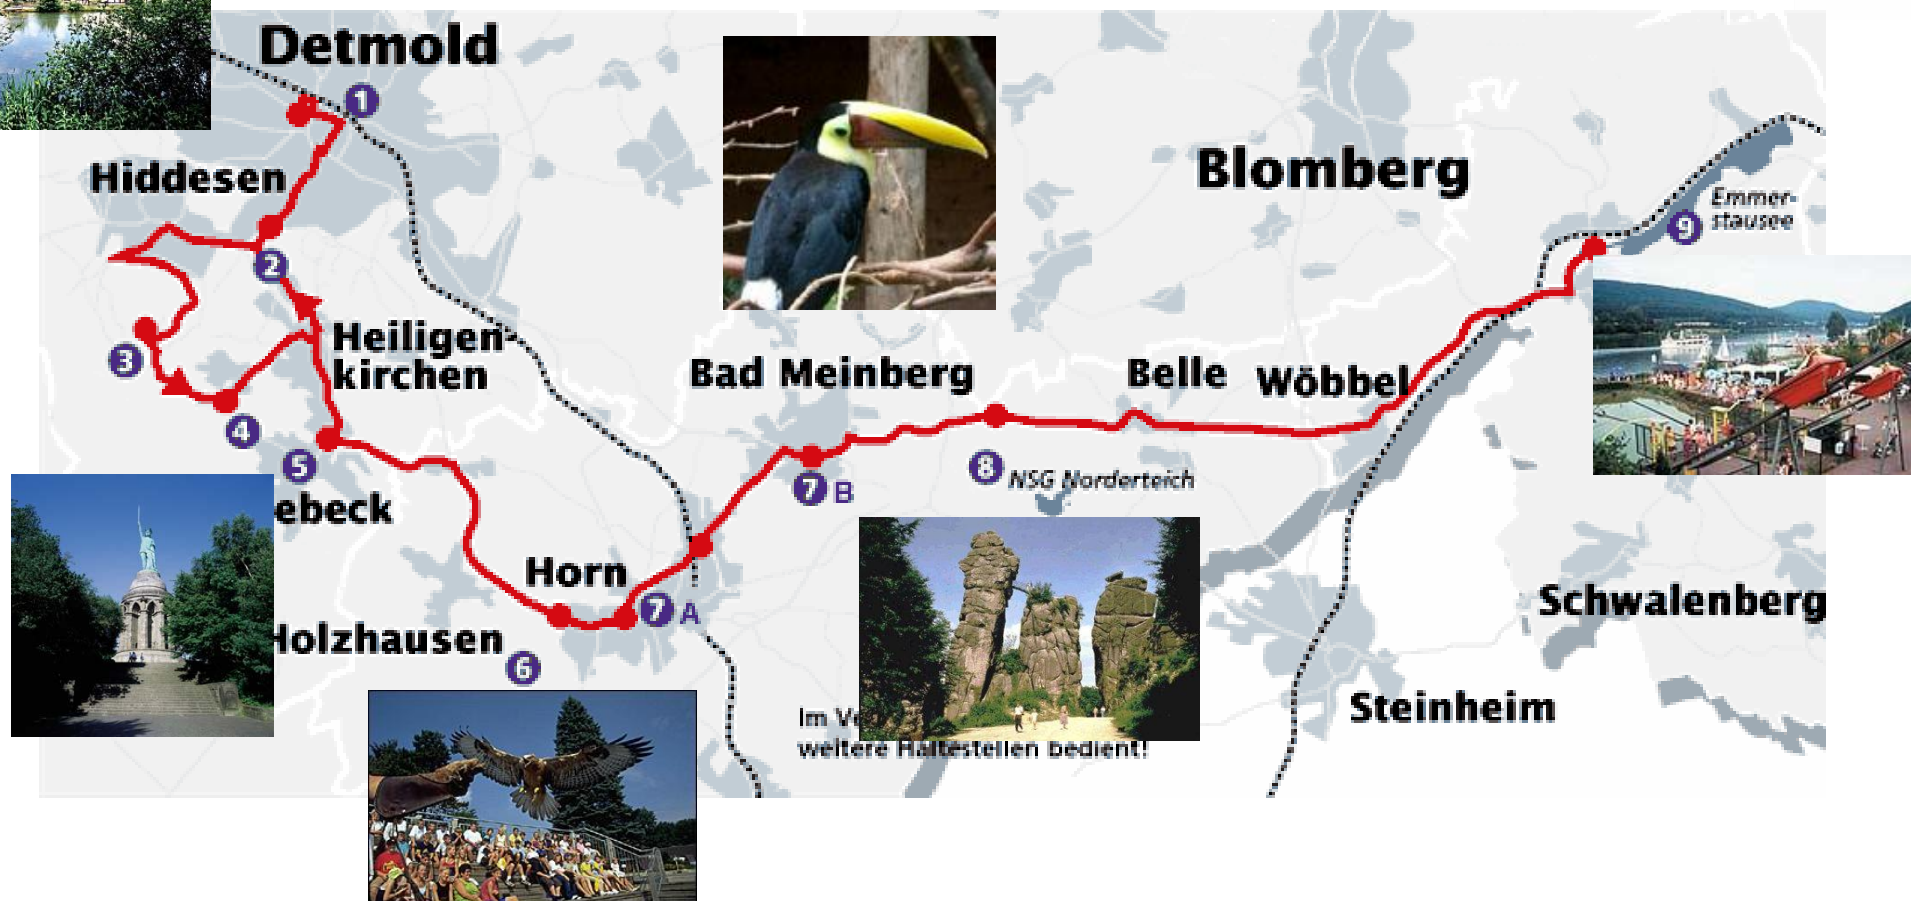 Detmold
1
Hiddesen
Blomberg
Emmer-
stausee
9
2
Heiligen-
kirchen
3
Bad Meinberg
Belle
Wöbbel
4
5
8
NSG Norderteich
7 B
ebeck
Horn
7 A
Schwalenberg
Holzhausen
6
Steinheim
Im
weitere Haltestellen bedient!